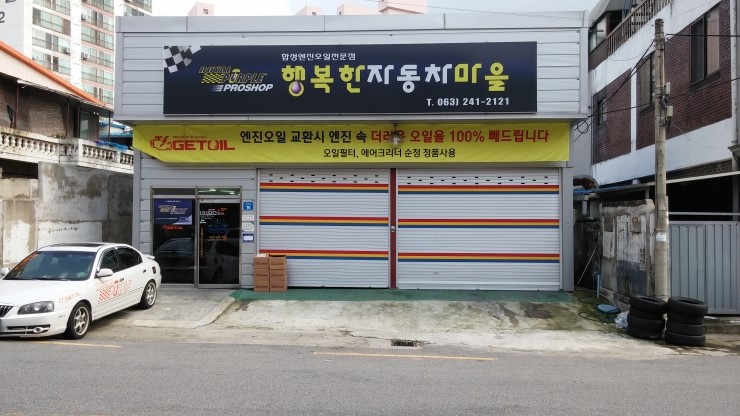 합성엔진오일전문점
ROYAL PURPLE PROSHOP
행복한자동차마을
T. 063) 241-2121
GETOIL
엔진오일 교환시 엔진 속 더러운 오일을 100% 빼드립니다
오일필터, 에어크리너 순정 정품사용